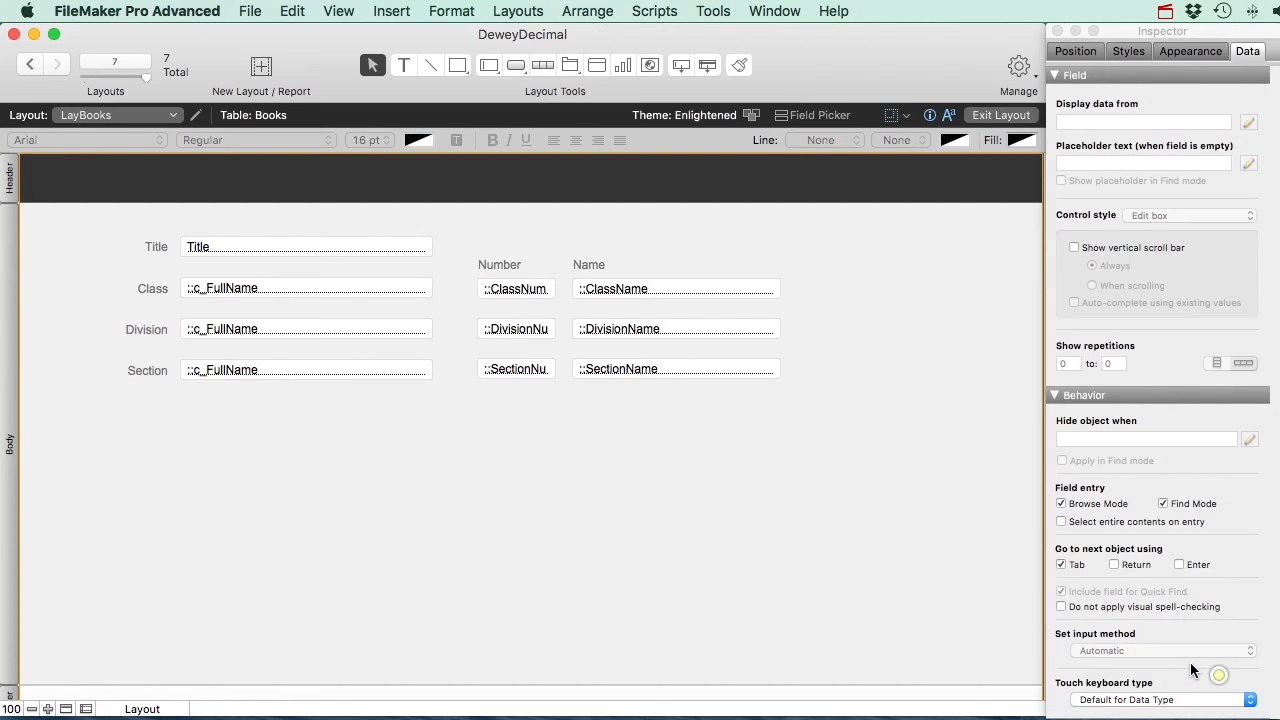 FileMaker Pro Advanced File Edit View Insert Format Layouts Arrange Scripts Tools Window Help
DeweyDecimal
Inspector
7
7
Total
Layouts
New Layout / Report
Layout Tools
Manage
Position Styles Appearance Data
Layout: LayBooks Table: Books Theme: Enlightened Field Picker Exit Layout
Arial Regular 16 pt B I U Line: None None Fill:
Header
Body
Title Title
Number Name
Class ::c_FullName ::ClassNum ::ClassName
Division ::c_FullName ::DivisionNu ::DivisionName
Section ::c_FullName ::SectionNu ::SectionName
Field
Display data from
Placeholder text (when field is empty)
Show placeholder in Find mode
Control style Edit box
Show vertical scroll bar
Always
When scrolling
Auto-complete using existing values
Show repetitions
0 to: 0
Behavior
Hide object when
Apply in Find mode
Field entry
Browse Mode Find Mode
Select entire contents on entry
Go to next object using
Tab Return Enter
Include field for Quick Find
Do not apply visual spell-checking
Set input method
Automatic
Touch keyboard type
Default for Data Type
100 Layout